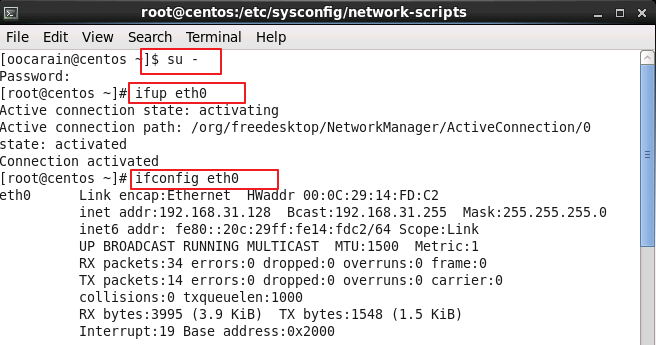 root@centos:/etc/sysconfig/network-scripts
File Edit View Search Terminal Help
[oocarain@centos ~]$ su -
Password:
[root@centos ~]# ifup eth0
Active connection state: activating
Active connection path: /org/freedesktop/NetworkManager/ActiveConnection/0
state: activated
Connection activated
[root@centos ~]# ifconfig eth0
eth0      Link encap:Ethernet  HWaddr 00:0C:29:14:FD:C2
          inet addr:192.168.31.128  Bcast:192.168.31.255  Mask:255.255.255.0
          inet6 addr: fe80::20c:29ff:fe14:fdc2/64 Scope:Link
          UP BROADCAST RUNNING MULTICAST  MTU:1500  Metric:1
          RX packets:34 errors:0 dropped:0 overruns:0 frame:0
          TX packets:14 errors:0 dropped:0 overruns:0 carrier:0
          collisions:0 txqueuelen:1000
          RX bytes:3995 (3.9 KiB)  TX bytes:1548 (1.5 KiB)
          Interrupt:19 Base address:0x2000